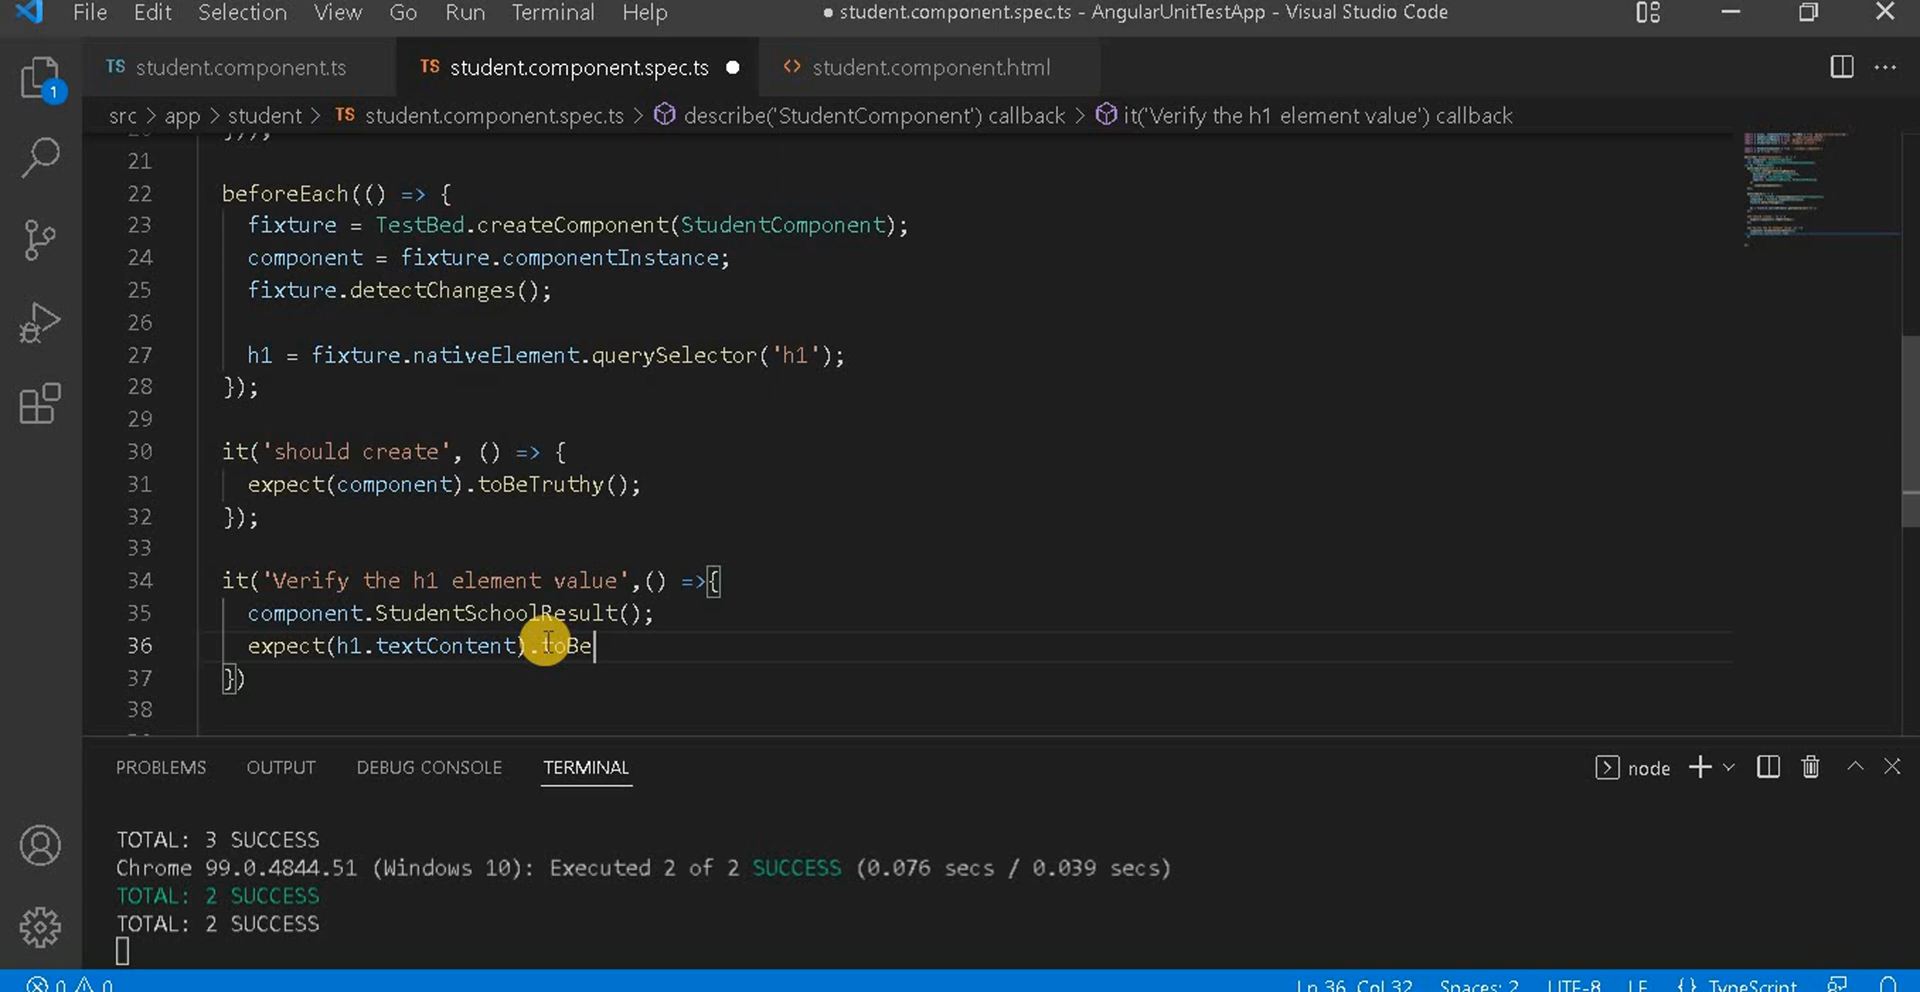 File Edit Selection View Go Run Terminal Help ● student.component.spec.ts - AngularUnitTestApp - Visual Studio Code
TS student.component.ts TS student.component.spec.ts ● <> student.component.html
1
src > app > student > TS student.component.spec.ts > describe('StudentComponent') callback > it('Verify the h1 element value') callback
21
22 beforeEach(() => {
23 fixture = TestBed.createComponent(StudentComponent);
24 component = fixture.componentInstance;
25 fixture.detectChanges();
26
27 h1 = fixture.nativeElement.querySelector('h1');
28 });
29
30 it('should create', () => {
31 expect(component).toBeTruthy();
32 });
33
34 it('Verify the h1 element value',() =>{
35 component.StudentSchoolResult();
36 expect(h1.textContent).toBe
37 })
38
PROBLEMS OUTPUT DEBUG CONSOLE TERMINAL node
TOTAL: 3 SUCCESS
Chrome 99.0.4844.51 (Windows 10): Executed 2 of 2 SUCCESS (0.076 secs / 0.039 secs)
TOTAL: 2 SUCCESS
TOTAL: 2 SUCCESS
0 0 Ln 36, Col 32 Spaces: 2 UTF-8 LF {} TypeScript